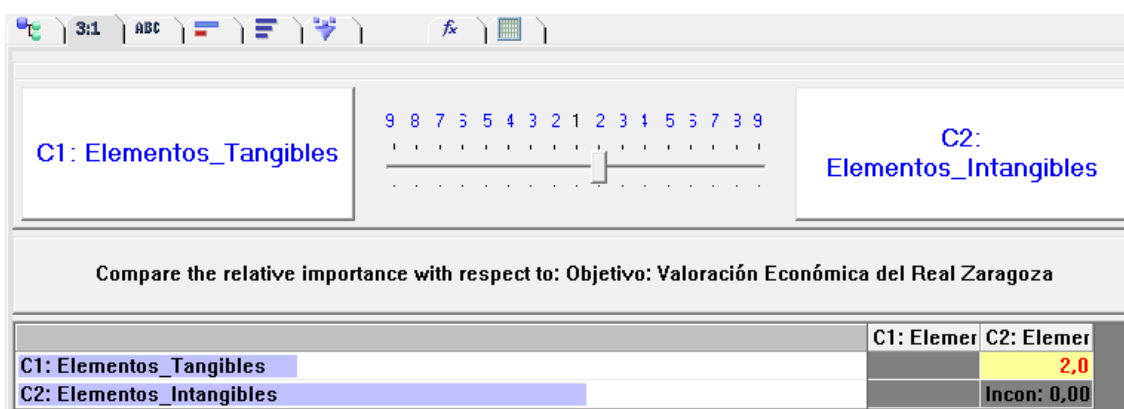 3:1 ABC fx
9 8 7 6 5 4 3 2 1 2 3 4 5 6 7 8 9
C1: Elementos_Tangibles
C2:
Elementos_Intangibles
Compare the relative importance with respect to: Objetivo: Valoración Económica del Real Zaragoza
C1: Elemer C2: Elemer
C1: Elementos_Tangibles 2,0
C2: Elementos_Intangibles Incon: 0,00